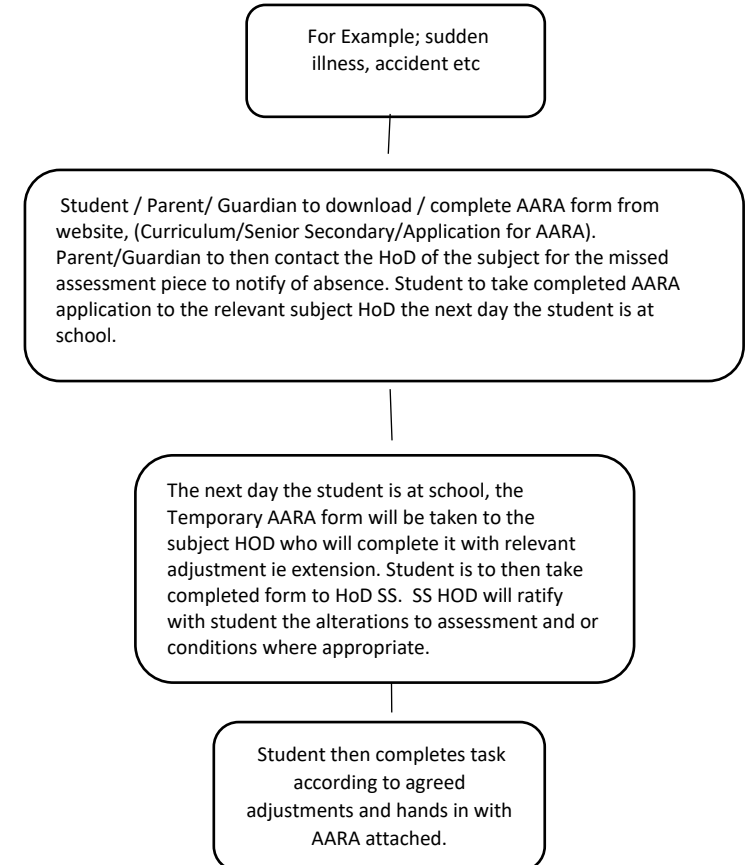 For Example; sudden
illness, accident etc
Student / Parent/ Guardian to download / complete AARA form from
website, (Curriculum/Senior Secondary/Application for AARA).
Parent/Guardian to then contact the HoD of the subject for the missed
assessment piece to notify of absence. Student to take completed AARA
application to the relevant subject HoD the next day the student is at
school.
The next day the student is at school, the
Temporary AARA form will be taken to the
subject HOD who will complete it with relevant
adjustment ie extension. Student is to then take
completed form to HoD SS.  SS HOD will ratify
with student the alterations to assessment and or
conditions where appropriate.
Student then completes task
according to agreed
adjustments and hands in with
AARA attached.